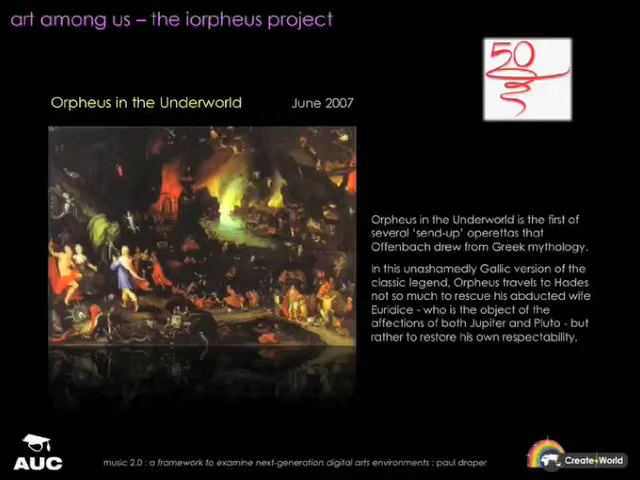 art among us – the iorpheus project
50
Orpheus in the Underworld
June 2007
Orpheus in the Underworld is the first of
several 'send-up' operettas that
Offenbach drew from Greek mythology.
In this unashamedly Gallic version of the
classic legend, Orpheus travels to Hades
not so much to rescue his abducted wife
Euridice - who is the object of the
affections of both Jupiter and Pluto - but
rather to restore his own respectability.
AUC
music 2.0 : a framework to examine next-generation digital arts environments : paul draper
Create World